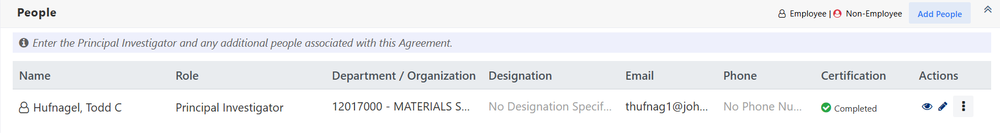 People
Employee | Non-Employee Add People
Enter the Principal Investigator and any additional people associated with this Agreement.
Name Role Department / Organization Designation Email Phone Certification Actions
Hufnagel, Todd C Principal Investigator 12017000 - MATERIALS S... No Designation Specif... thufnag1@joh... No Phone Nu... Completed